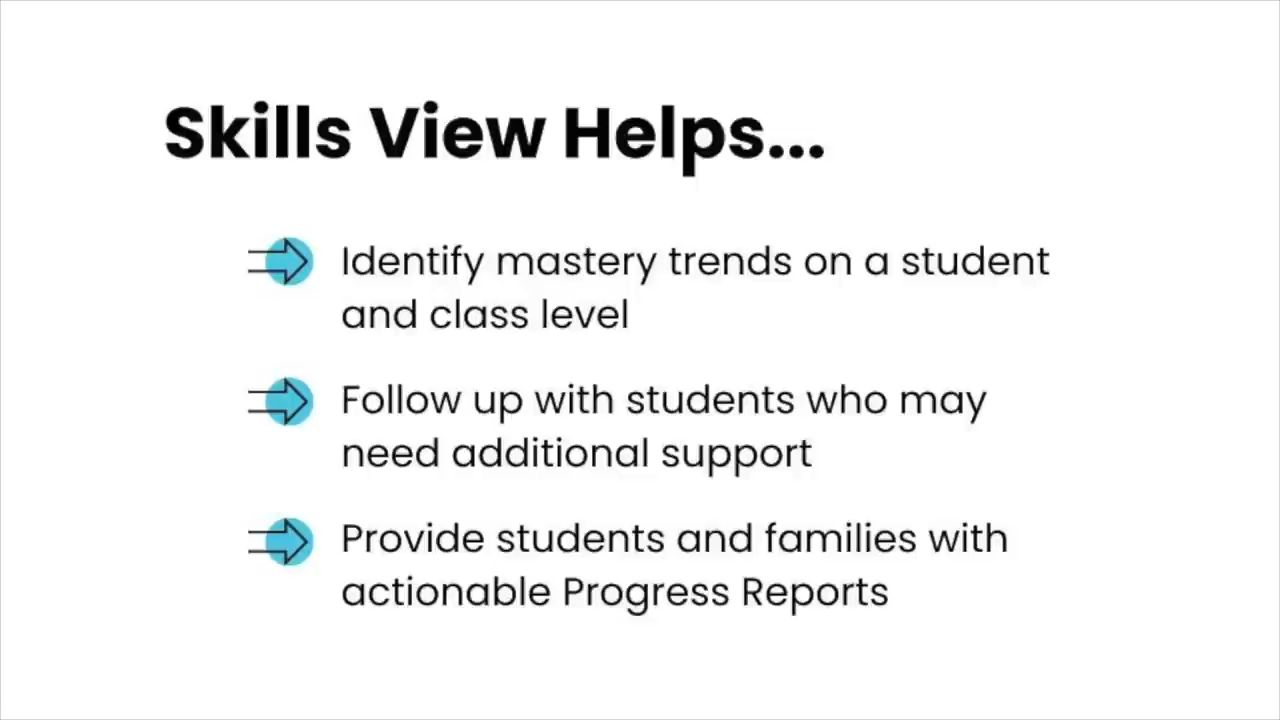 Skills View Helps...
Identify mastery trends on a student
and class level
Follow up with students who may
need additional support
Provide students and families with
actionable Progress Reports